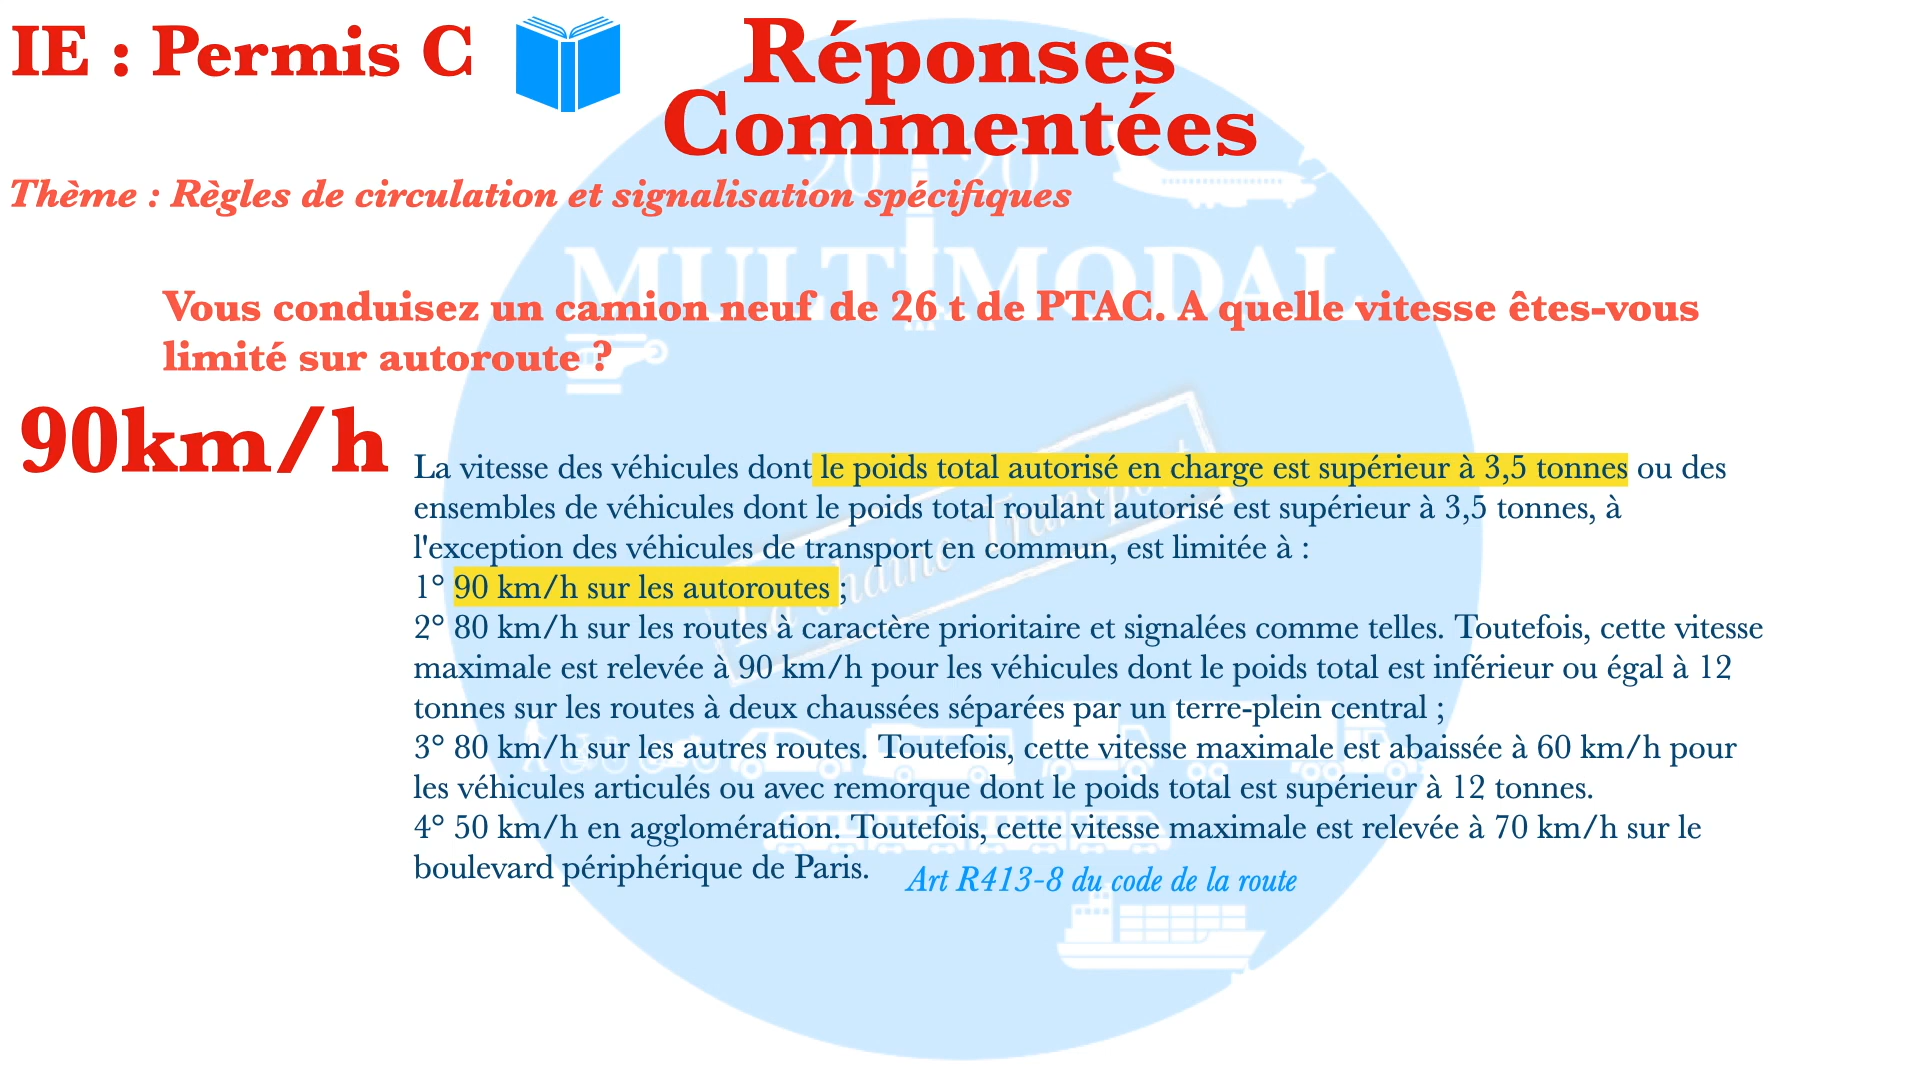 IE : Permis C
Réponses
Commentées
Thème : Règles de circulation et signalisation spécifiques
2020
MULTIMODAL.
Vous conduisez un camion neuf de 26 t de PTAC. A quelle vitesse êtes-vous
limité sur autoroute ?
90km/h
La vitesse des véhicules dont le poids total autorisé en charge est supérieur à 3,5 tonnes ou des
ensembles de véhicules dont le poids total roulant autorisé est supérieur à 3,5 tonnes, à
l'exception des véhicules de transport en commun, est limitée à :
1° 90 km/h sur les autoroutes ;
2° 80 km/h sur les routes à caractère prioritaire et signalées comme telles. Toutefois, cette vitesse
maximale est relevée à 90 km/h pour les véhicules dont le poids total est inférieur ou égal à 12
tonnes sur les routes à deux chaussées séparées par un terre-plein central ;
3° 80 km/h sur les autres routes. Toutefois, cette vitesse maximale est abaissée à 60 km/h pour
les véhicules articulés ou avec remorque dont le poids total est supérieur à 12 tonnes.
4° 50 km/h en agglomération. Toutefois, cette vitesse maximale est relevée à 70 km/h sur le
boulevard périphérique de Paris.
Art R413-8 du code de la route
La chaine Transport